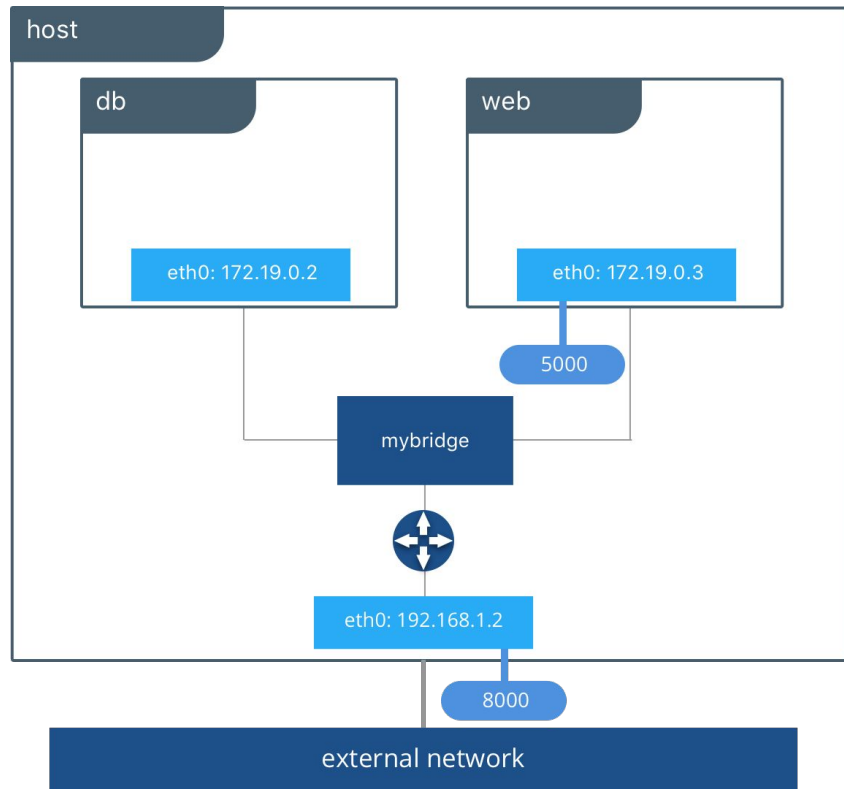 host
db
web
eth0: 172.19.0.2
eth0: 172.19.0.3
5000
mybridge
eth0: 192.168.1.2
8000
external network